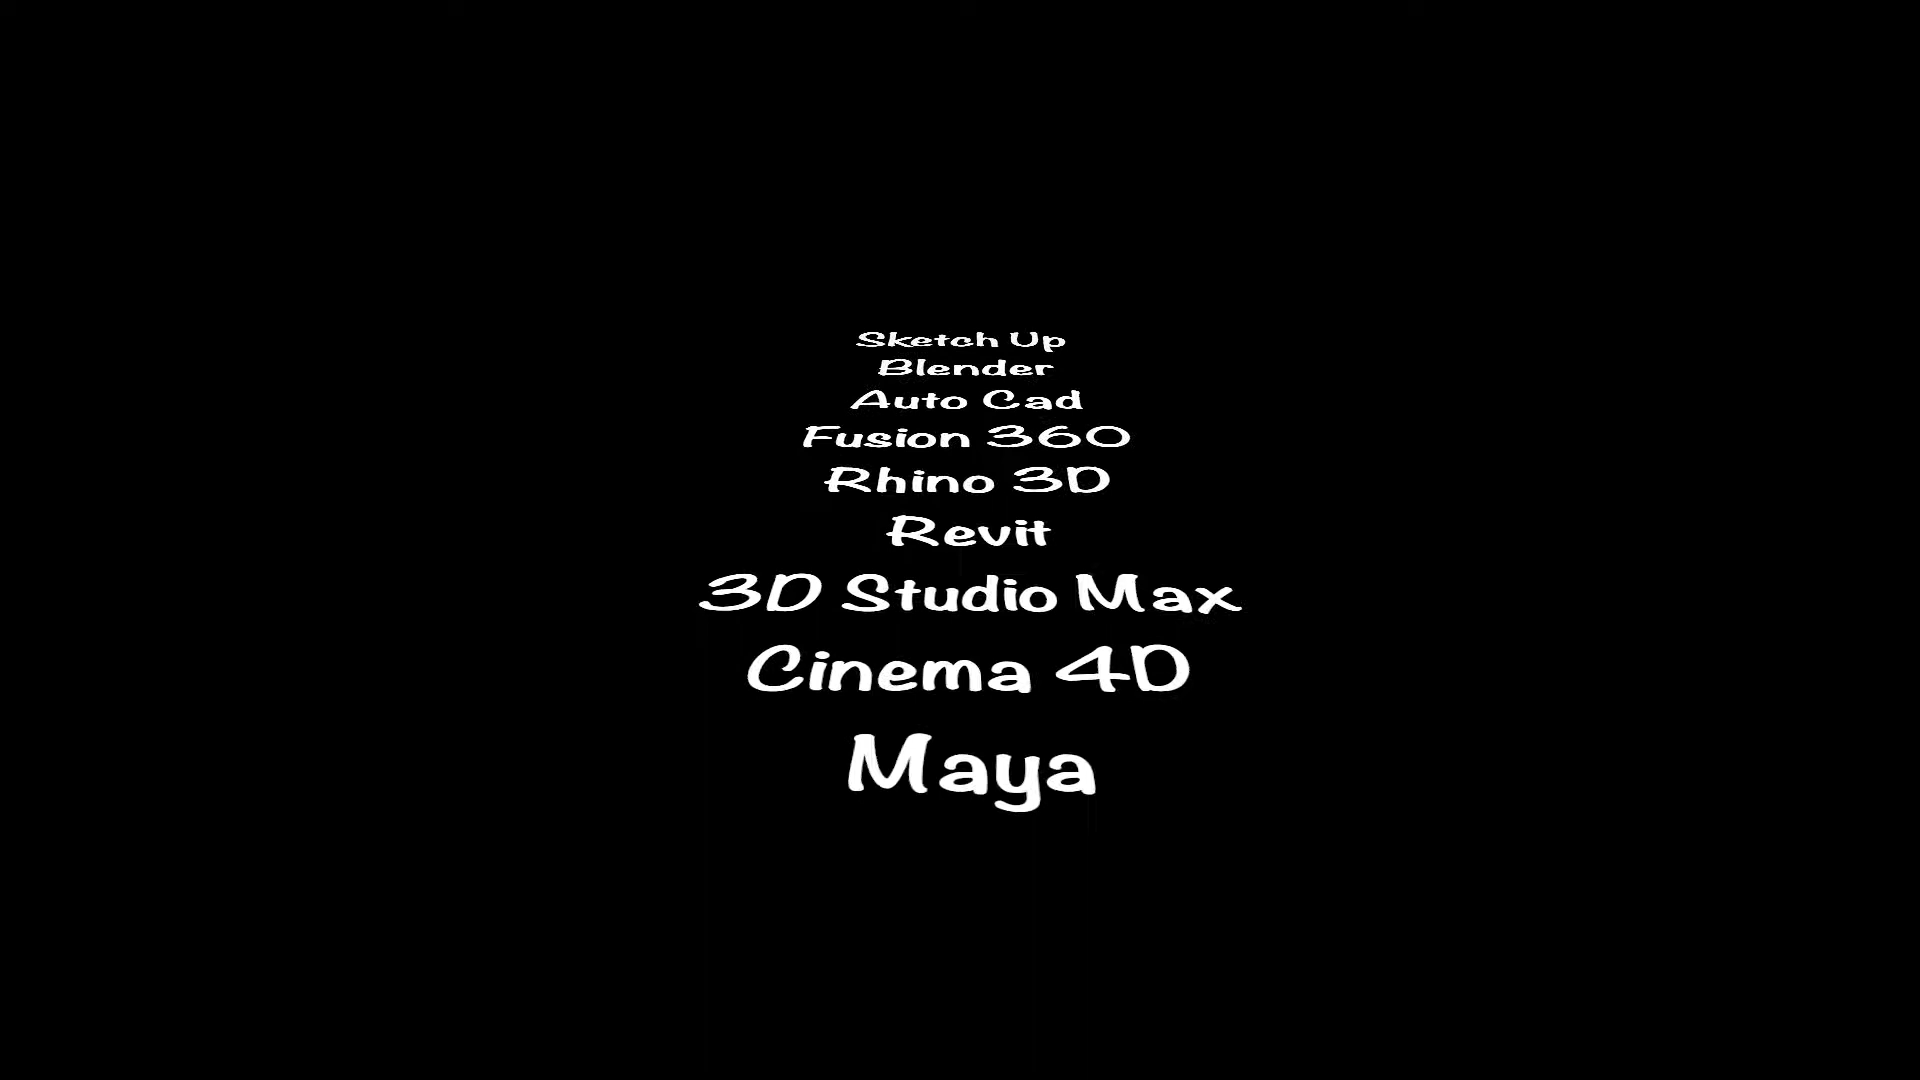 Sketch Up
Blender
Auto Cad
Fusion 360
Rhino 3D
Revit
3D Studio Max
Cinema 4D
Maya